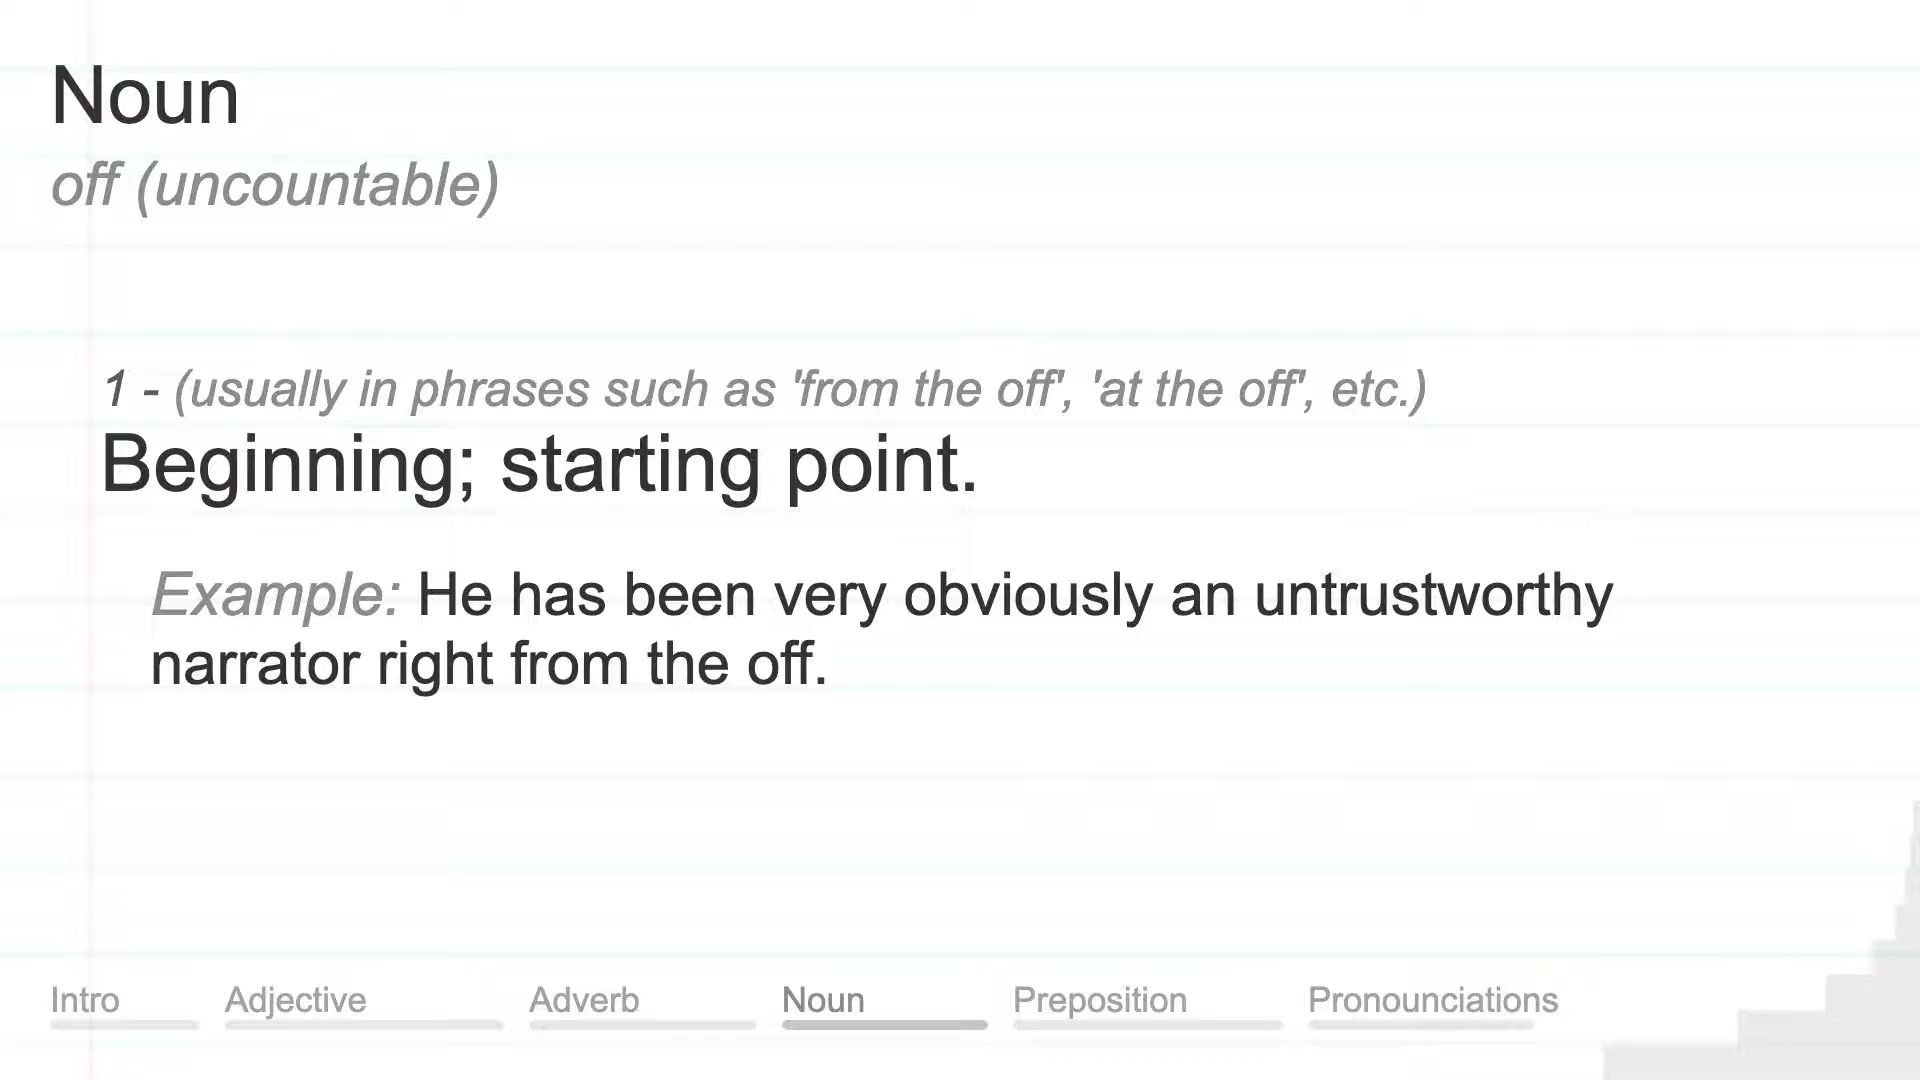 Noun
off (uncountable)
1 - (usually in phrases such as 'from the off', 'at the off', etc.)
Beginning; starting point.
Example: He has been very obviously an untrustworthy
narrator right from the off.
Intro Adjective Adverb Noun Preposition Pronounciations